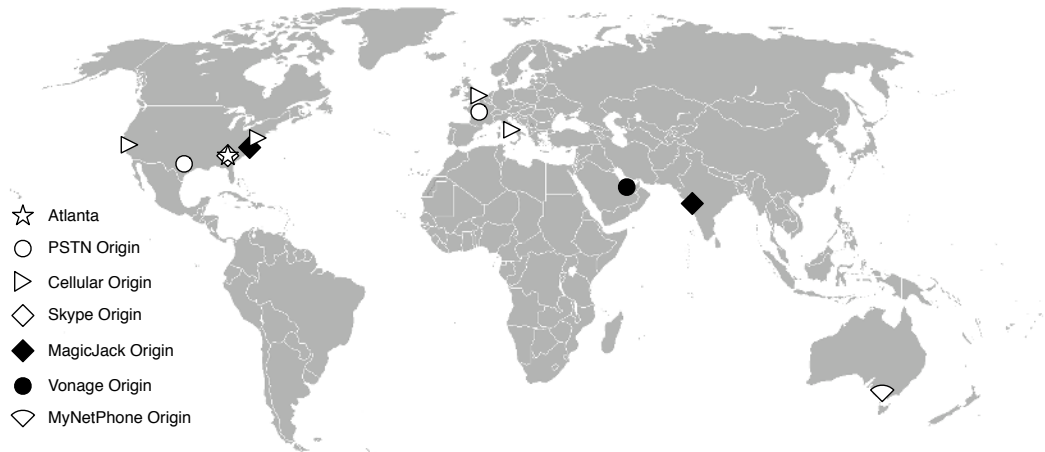 Atlanta
PSTN Origin
Cellular Origin
Skype Origin
MagicJack Origin
Vonage Origin
MyNetPhone Origin